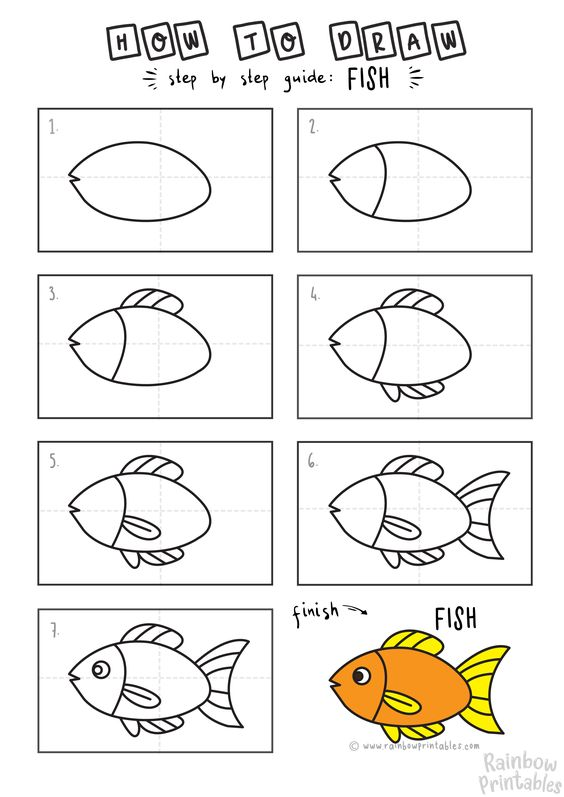 HOW TO DRAW
step by step guide: FISH
1.
2.
3.
4.
5.
6.
7.
finish
FISH
© www.rainbowprintables.com
Rainbow
Printables